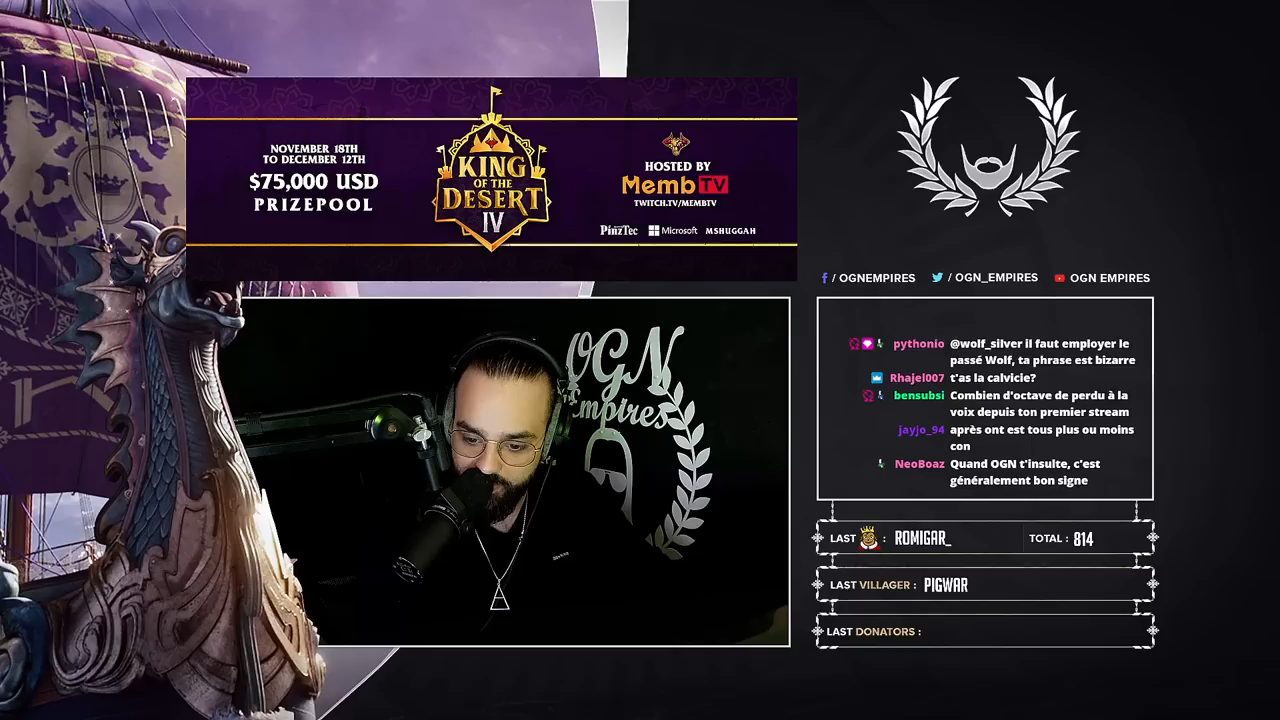 NOVEMBER 18TH
TO DECEMBER 12TH
$75,000 USD
PRIZEPOOL
KING
OF THE
DESERT
IV
HOSTED BY
MembTV
TWITCH.TV/MEMBTV
PinzTec Microsoft MSHUGGAH
/ OGNEMPIRES / OGN_EMPIRES OGN EMPIRES
OGN
Empires
pythonio @wolf_silver il faut employer le
passé Wolf, ta phrase est bizarre
Rhajel007 t'as la calvicie?
bensubsi Combien d'octave de perdu à la
voix depuis ton premier stream
jayjo_94 après ont est tous plus ou moins
con
NeoBoaz Quand OGN t'insulte, c'est
généralement bon signe
LAST : ROMIGAR_ TOTAL : 814
LAST VILLAGER : PIGWAR
LAST DONATORS :